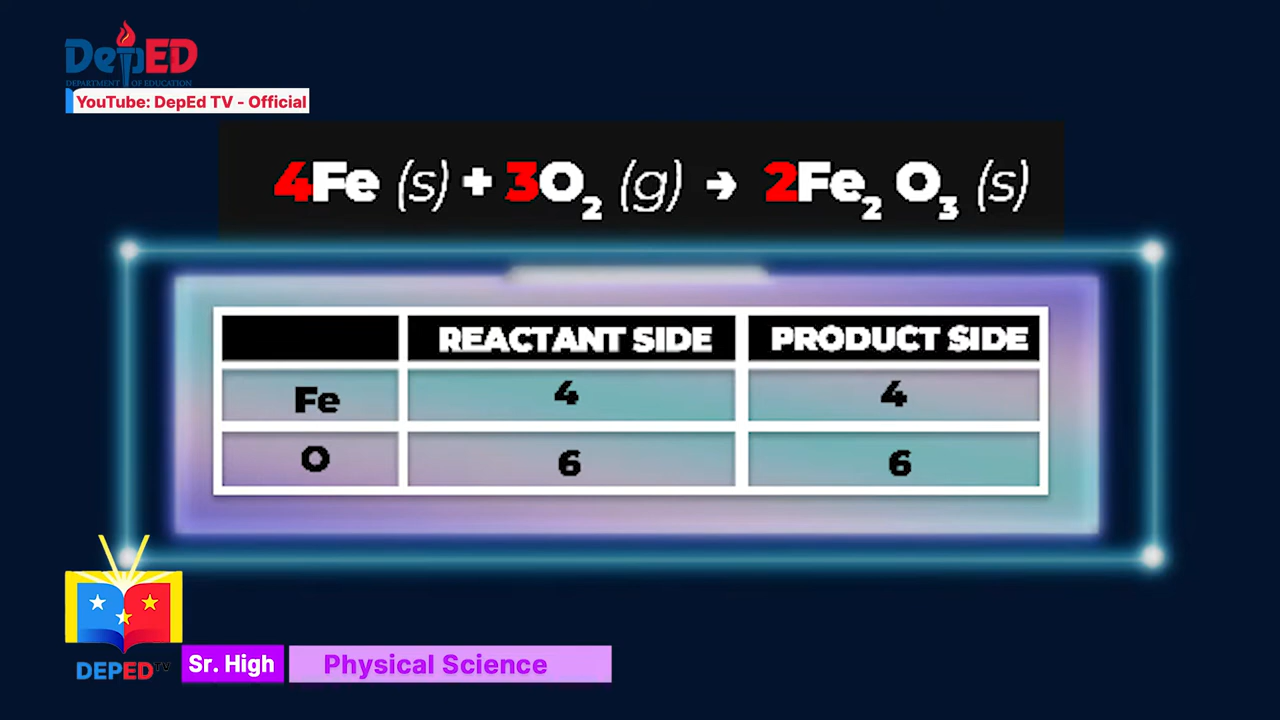 DepED
DEPARTMENT OF EDUCATION
YouTube: DepEd TV - Official
4Fe (s) + 3O₂ (g) → 2Fe₂ O₃ (s)
REACTANT SIDE PRODUCT SIDE
Fe 4 4
O 6 6
DEPED TV
Sr. High Physical Science